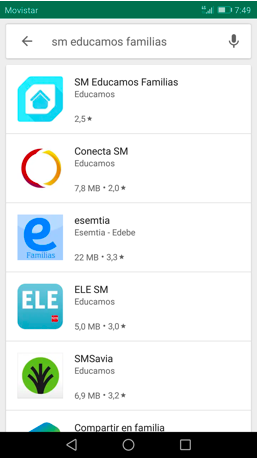 Movistar
7:49
sm educamos familias
SM Educamos Familias
Educamos
2,5 ★
Conecta SM
Educamos
7,8 MB • 2,0 ★
e
Familias
esemtia
Esemtia - Edebe
22 MB • 3,3 ★
ELE
ELE SM
Educamos
5,0 MB • 3,0 ★
SMSavia
Educamos
6,9 MB • 3,2 ★
Compartir en familia